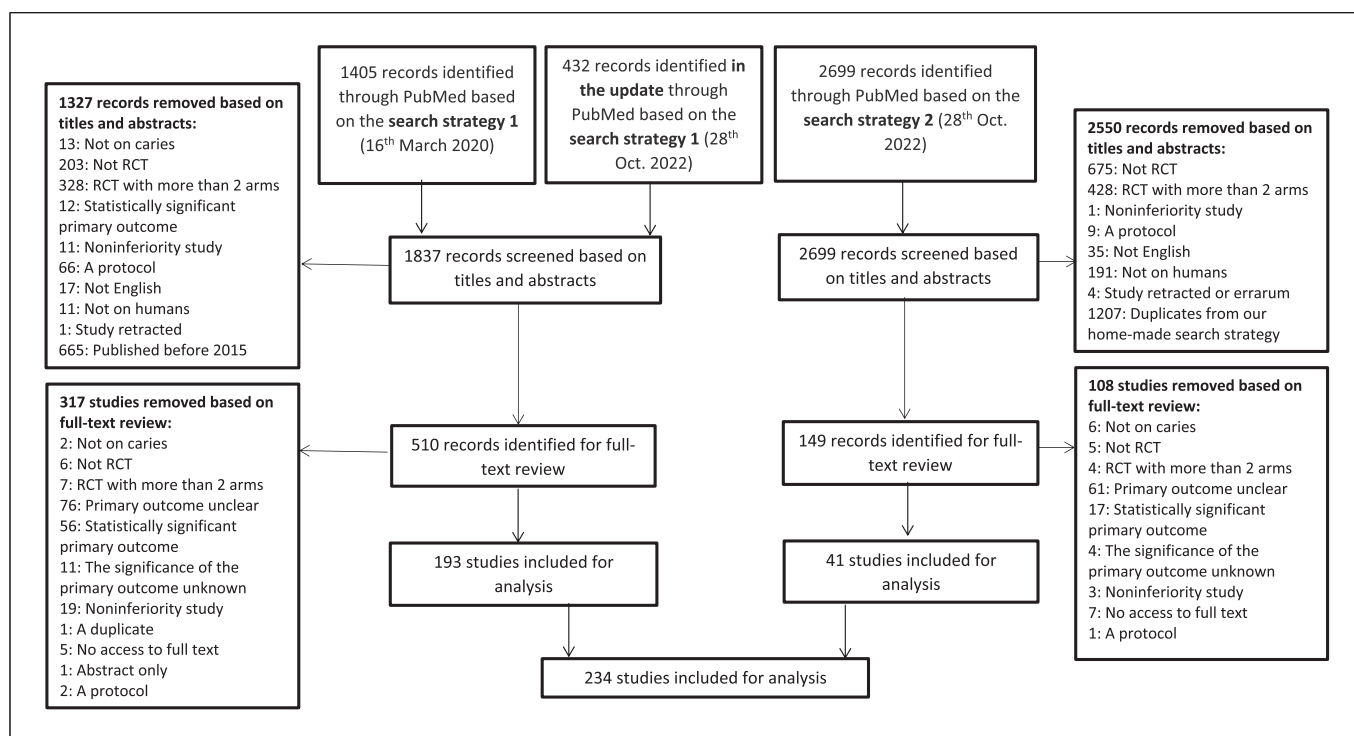 1405 records identified
through PubMed based
on the search strategy 1
(16th March 2020)
432 records identified in
the update through
PubMed based on the
search strategy 1 (28th
Oct. 2022)
2699 records identified
through PubMed based on the
search strategy 2 (28th Oct.
2022)
1327 records removed based on
titles and abstracts:
13: Not on caries
203: Not RCT
328: RCT with more than 2 arms
12: Statistically significant
primary outcome
11: Noninferiority study
66: A protocol
17: Not English
11: Not on humans
1: Study retracted
665: Published before 2015
1837 records screened based on
titles and abstracts
2699 records screened based
on titles and abstracts
2550 records removed based on
titles and abstracts:
675: Not RCT
428: RCT with more than 2 arms
1: Noninferiority study
9: A protocol
35: Not English
191: Not on humans
4: Study retracted or errarum
1207: Duplicates from our
home-made search strategy
317 studies removed based on
full-text review:
2: Not on caries
6: Not RCT
7: RCT with more than 2 arms
76: Primary outcome unclear
56: Statistically significant
primary outcome
11: The significance of the
primary outcome unknown
19: Noninferiority study
1: A duplicate
5: No access to full text
1: Abstract only
2: A protocol
510 records identified for full-
text review
149 records identified for full-
text review
108 studies removed based on
full-text review:
6: Not on caries
5: Not RCT
4: RCT with more than 2 arms
61: Primary outcome unclear
17: Statistically significant
primary outcome
4: The significance of the
primary outcome unknown
3: Noninferiority study
7: No access to full text
1: A protocol
193 studies included for
analysis
41 studies included for
analysis
234 studies included for analysis